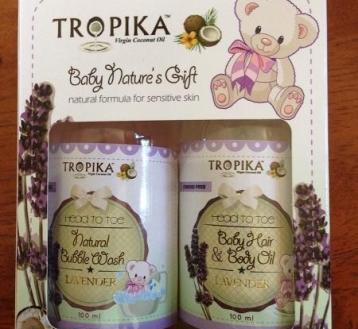 TROPIKA™
Virgin Coconut Oil
Baby Nature's Gift
natural formula for sensitive skin
TROPIKA
Head to Toe
Natural
Bubble Wash
LAVENDER
100 ml
TROPIKA
Head to Toe
Baby Hair
& Body Oil
LAVENDER
100 ml